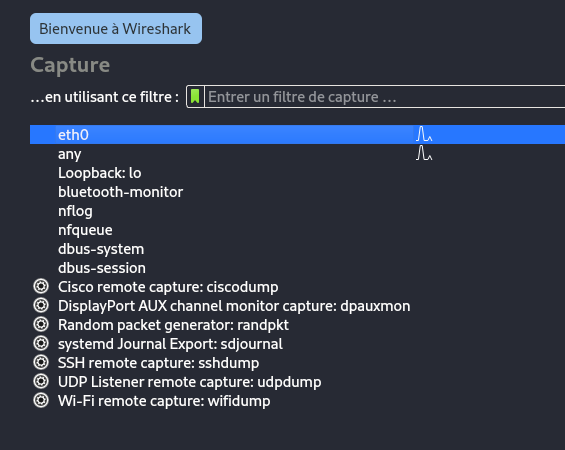 Bienvenue à Wireshark
Capture
…en utilisant ce filtre : Entrer un filtre de capture …
eth0
any
Loopback: lo
bluetooth-monitor
nflog
nfqueue
dbus-system
dbus-session
Cisco remote capture: ciscodump
DisplayPort AUX channel monitor capture: dpauxmon
Random packet generator: randpkt
systemd Journal Export: sdjournal
SSH remote capture: sshdump
UDP Listener remote capture: udpdump
Wi-Fi remote capture: wifidump